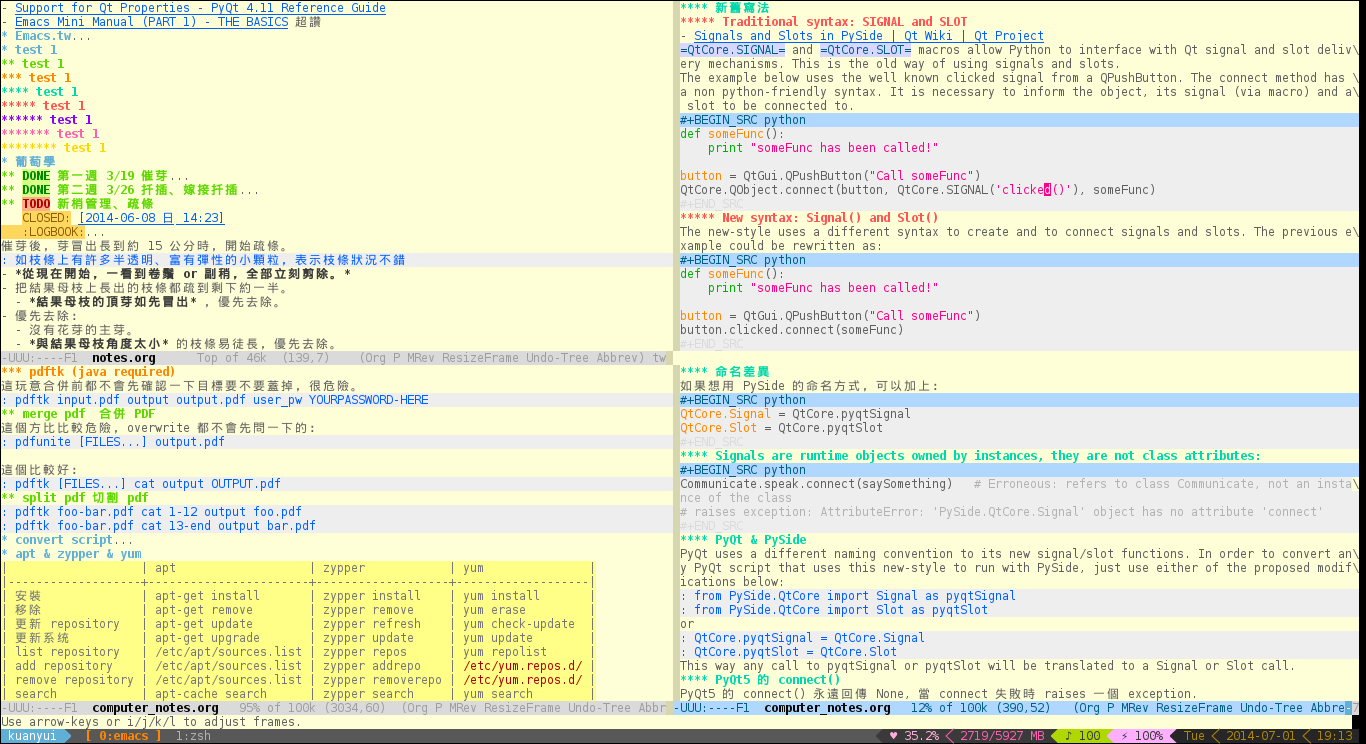 - Support for Qt Properties - PyQt 4.11 Reference Guide
- Emacs Mini Manual (PART 1) - THE BASICS 超讚
* Emacs.tw...
* test 1
** test 1
*** test 1
**** test 1
***** test 1
****** test 1
******* test 1
******** test 1
* 葡萄學
** DONE 第一週 3/19 催芽...
** DONE 第二週 3/26 扦插、嫁接扦插...
** TODO 新梢管理、疏條
   CLOSED: [2014-06-08 日 14:23]
   :LOGBOOK:...
催芽後，芽冒出長到約 15 公分時，開始疏條。
: 如枝條上有許多半透明、富有彈性的小顆粒，表示枝條狀況不錯
- *從現在開始，一看到卷鬚 or 副稍，全部立刻剪除。*
- 把結果母枝上長出的枝條都疏到剩下約一半。
  - *結果母枝的頂芽如先冒出* ，優先去除。
- 優先去除：
  - 沒有花芽的主芽。
  - *與結果母枝角度太小* 的枝條易徒長，優先去除。
-UUU:----F1  notes.org      Top of 46k  (139,7)    (Org P MRev ResizeFrame Undo-Tree Abbrev) tw
*** pdftk (java required)
這玩意合併前都不會先確認一下目標要不要蓋掉，很危險。
: pdftk input.pdf output output.pdf user_pw YOURPASSWORD-HERE
** merge pdf  合併 PDF
這個方比比較危險，overwrite 都不會先問一下的：
: pdfunite [FILES...] output.pdf
這個比較好：
: pdftk [FILES...] cat output OUTPUT.pdf
** split pdf 切割 pdf
: pdftk foo-bar.pdf cat 1-12 output foo.pdf
: pdftk foo-bar.pdf cat 13-end output bar.pdf
* convert script...
* apt & zypper & yum
|                   | apt                   | zypper            | yum               |
|-------------------+-----------------------+-------------------+-------------------|
| 安裝              | apt-get install       | zypper install    | yum install       |
| 移除              | apt-get remove        | zypper remove     | yum erase         |
| 更新 repository   | apt-get update        | zypper refresh    | yum check-update  |
| 更新系統          | apt-get upgrade       | zypper update     | yum update        |
| list repository   | /etc/apt/sources.list | zypper repos      | yum repolist      |
| add repository    | /etc/apt/sources.list | zypper addrepo    | /etc/yum.repos.d/ |
| remove repository | /etc/apt/sources.list | zypper removerepo | /etc/yum.repos.d/ |
| search            | apt-cache search      | zypper search     | yum search        |
-UUU:----F1  computer_notes.org   95% of 100k (3034,60)  (Org P MRev ResizeFrame Undo-Tree Abbr
**** 新舊寫法
***** Traditional syntax: SIGNAL and SLOT
- Signals and Slots in PySide | Qt Wiki | Qt Project
=QtCore.SIGNAL= and =QtCore.SLOT= macros allow Python to interface with Qt signal and slot deliv\
ery mechanisms. This is the old way of using signals and slots.
The example below uses the well known clicked signal from a QPushButton. The connect method has \
a non python-friendly syntax. It is necessary to inform the object, its signal (via macro) and a\
 slot to be connected to.
#+BEGIN_SRC python
def someFunc():
    print "someFunc has been called!"
button = QtGui.QPushButton("Call someFunc")
QtCore.QObject.connect(button, QtCore.SIGNAL('clicked()'), someFunc)
#+END_SRC
***** New syntax: Signal() and Slot()
The new-style uses a different syntax to create and to connect signals and slots. The previous e\
xample could be rewritten as:
#+BEGIN_SRC python
def someFunc():
    print "someFunc has been called!"
button = QtGui.QPushButton("Call someFunc")
button.clicked.connect(someFunc)
#+END_SRC
**** 命名差異
如果想用 PySide 的命名方式，可以加上：
#+BEGIN_SRC python
QtCore.Signal = QtCore.pyqtSignal
QtCore.Slot = QtCore.pyqtSlot
#+END_SRC
**** Signals are runtime objects owned by instances, they are not class attributes:
#+BEGIN_SRC python
Communicate.speak.connect(saySomething)   # Erroneous: refers to class Communicate, not an insta\
nce of the class
# raises exception: AttributeError: 'PySide.QtCore.Signal' object has no attribute 'connect'
#+END_SRC
**** PyQt & PySide
PyQt uses a different naming convention to its new signal/slot functions. In order to convert an\
y PyQt script that uses this new-style to run with PySide, just use either of the proposed modif\
ications below:
: from PySide.QtCore import Signal as pyqtSignal
: from PySide.QtCore import Slot as pyqtSlot
or
: QtCore.pyqtSignal = QtCore.Signal
: QtCore.pyqtSlot = QtCore.Slot
This way any call to pyqtSignal or pyqtSlot will be translated to a Signal or Slot call.
**** PyQt5 的 connect()
PyQt5 的 connect() 永遠回傳 None, 當 connect 失敗時 raises 一個 exception.
-UUU:----F1  computer_notes.org   12% of 100k (390,52)   (Org P MRev ResizeFrame Undo-Tree Abbre-7
Use arrow-keys or i/j/k/l to adjust frames.
kuanyui  [ 0:emacs ]  1:zsh  ♥ 35.2%  2719/5927 MB  ♪ 100  ⚡ 100%  Tue < 2014-07-01 < 19:13